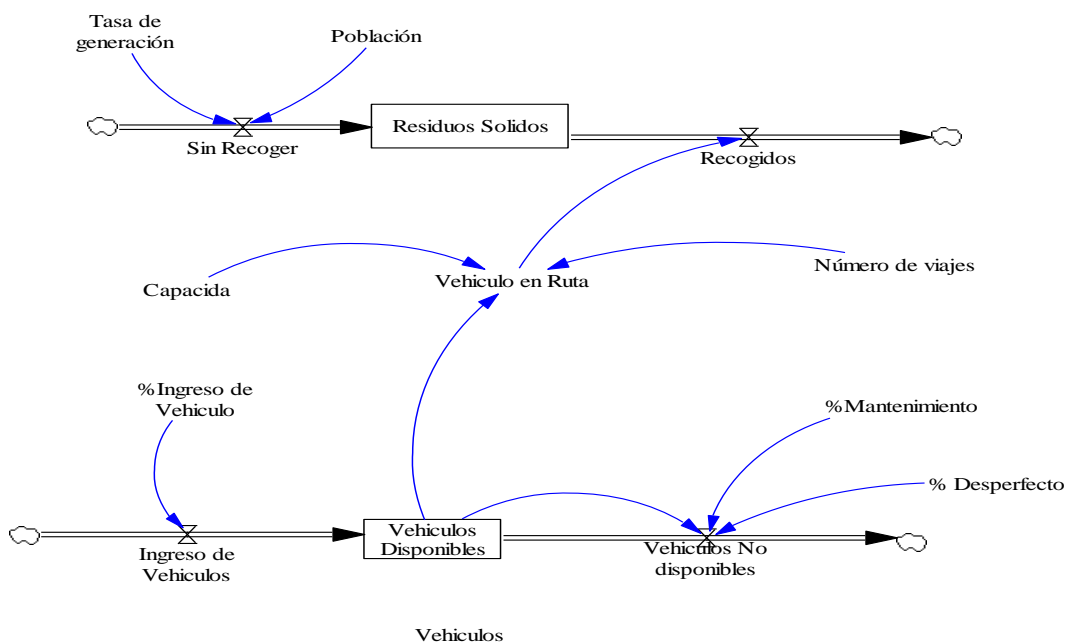 Tasa de
generación
Población
Residuos Solidos
Sin Recoger
Recogidos
Capacida
Vehiculo en Ruta
Número de viajes
%Ingreso de
Vehiculo
%Mantenimiento
% Desperfecto
Ingreso de
Vehiculos
Vehiculos
Disponibles
Vehiculos No
disponibles
Vehiculos